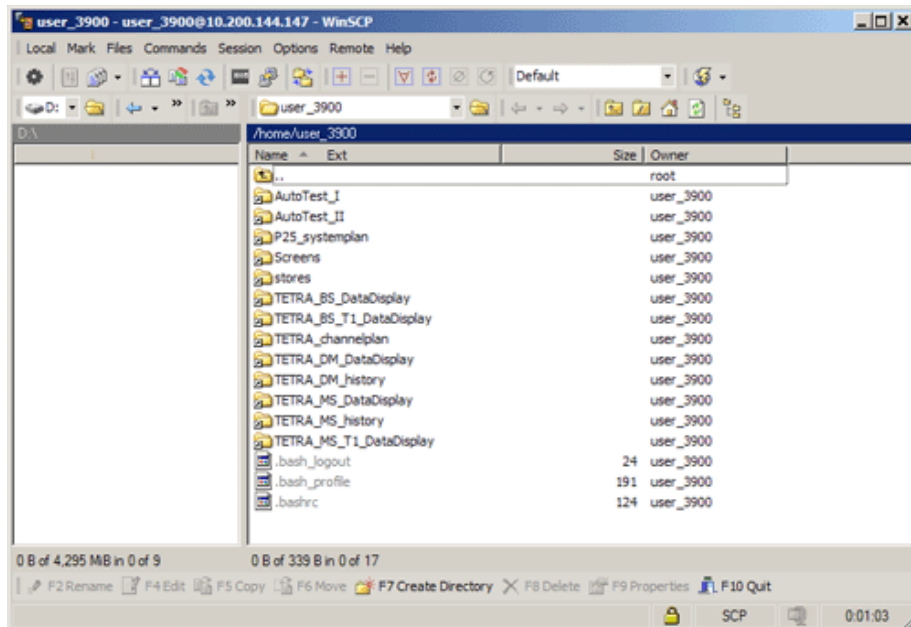 user_3900 - user_3900@10.200.144.147 - WinSCP
Local Mark Files Commands Session Options Remote Help
Default
D: » » user_3900
D:\ /home/user_3900
Name Ext Size Owner
.. root
AutoTest_I user_3900
AutoTest_II user_3900
P25_systemplan user_3900
Screens user_3900
stores user_3900
TETRA_BS_DataDisplay user_3900
TETRA_BS_T1_DataDisplay user_3900
TETRA_channelplan user_3900
TETRA_DM_DataDisplay user_3900
TETRA_DM_history user_3900
TETRA_MS_DataDisplay user_3900
TETRA_MS_history user_3900
TETRA_MS_T1_DataDisplay user_3900
.bash_logout 24 user_3900
.bash_profile 191 user_3900
.bashrc 124 user_3900
0 B of 4,295 MiB in 0 of 9 0 B of 339 B in 0 of 17
F2 Rename F4 Edit F5 Copy F6 Move F7 Create Directory F8 Delete F9 Properties F10 Quit
SCP 0:01:03